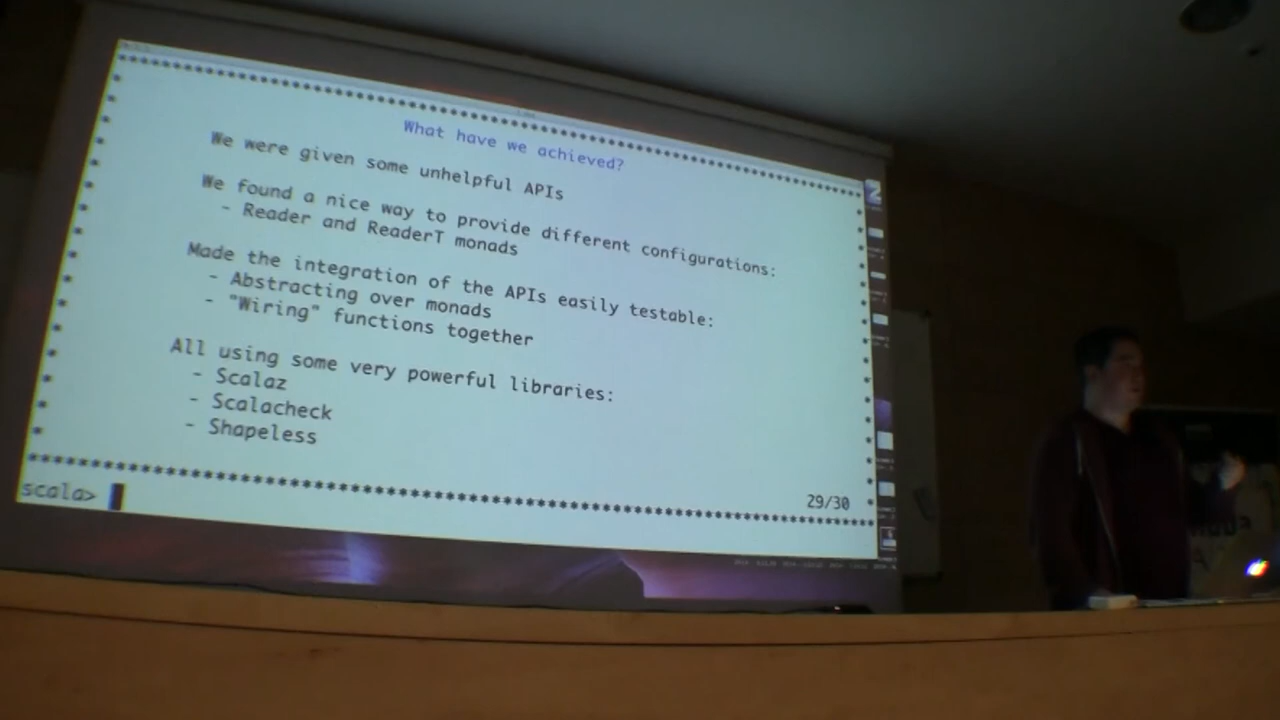 What have we achieved?
We were given some unhelpful APIs
We found a nice way to provide different configurations:
- Reader and ReaderT monads
Made the integration of the APIs easily testable:
- Abstracting over monads
- "Wiring" functions together
All using some very powerful libraries:
- Scalaz
- Scalacheck
- Shapeless
29/30
scala>